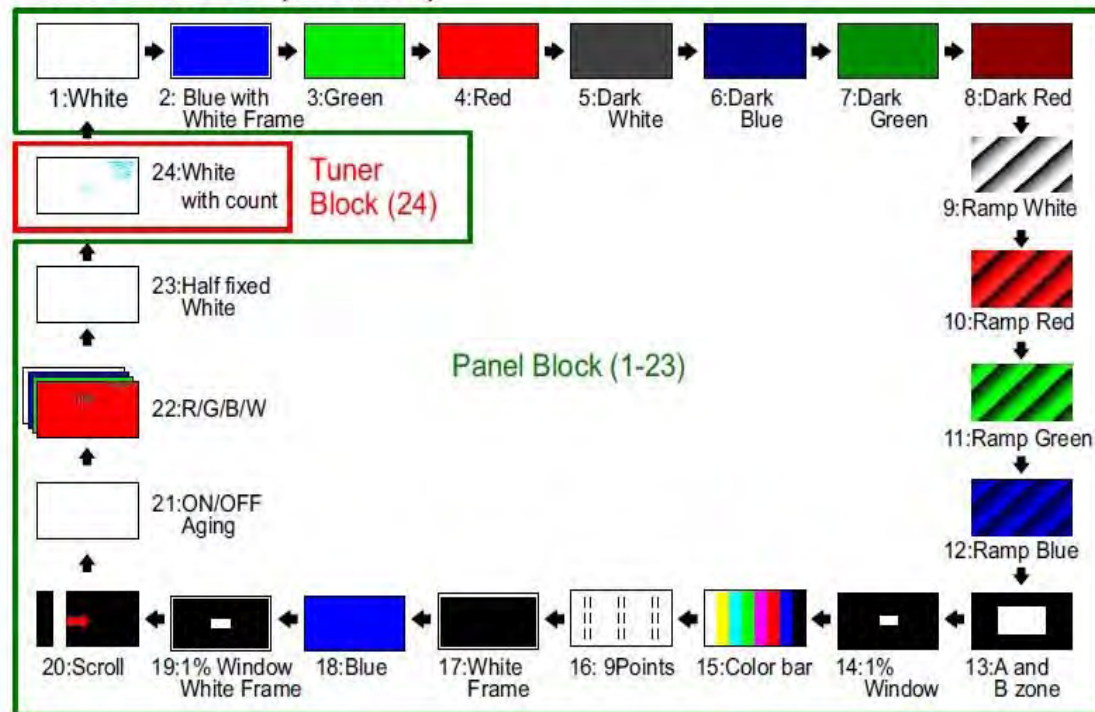 1:White
2: Blue with
White Frame
3:Green
4:Red
5:Dark
White
6:Dark
Blue
7:Dark
Green
8:Dark Red
9:Ramp White
10:Ramp Red
11:Ramp Green
12:Ramp Blue
13:A and
B zone
14:1%
Window
15:Color bar
16: 9Points
17:White
Frame
18:Blue
19:1% Window
White Frame
20:Scroll
21:ON/OFF
Aging
22:R/G/B/W
23:Half fixed
White
24:White
with count
Tuner
Block (24)
Panel Block (1-23)